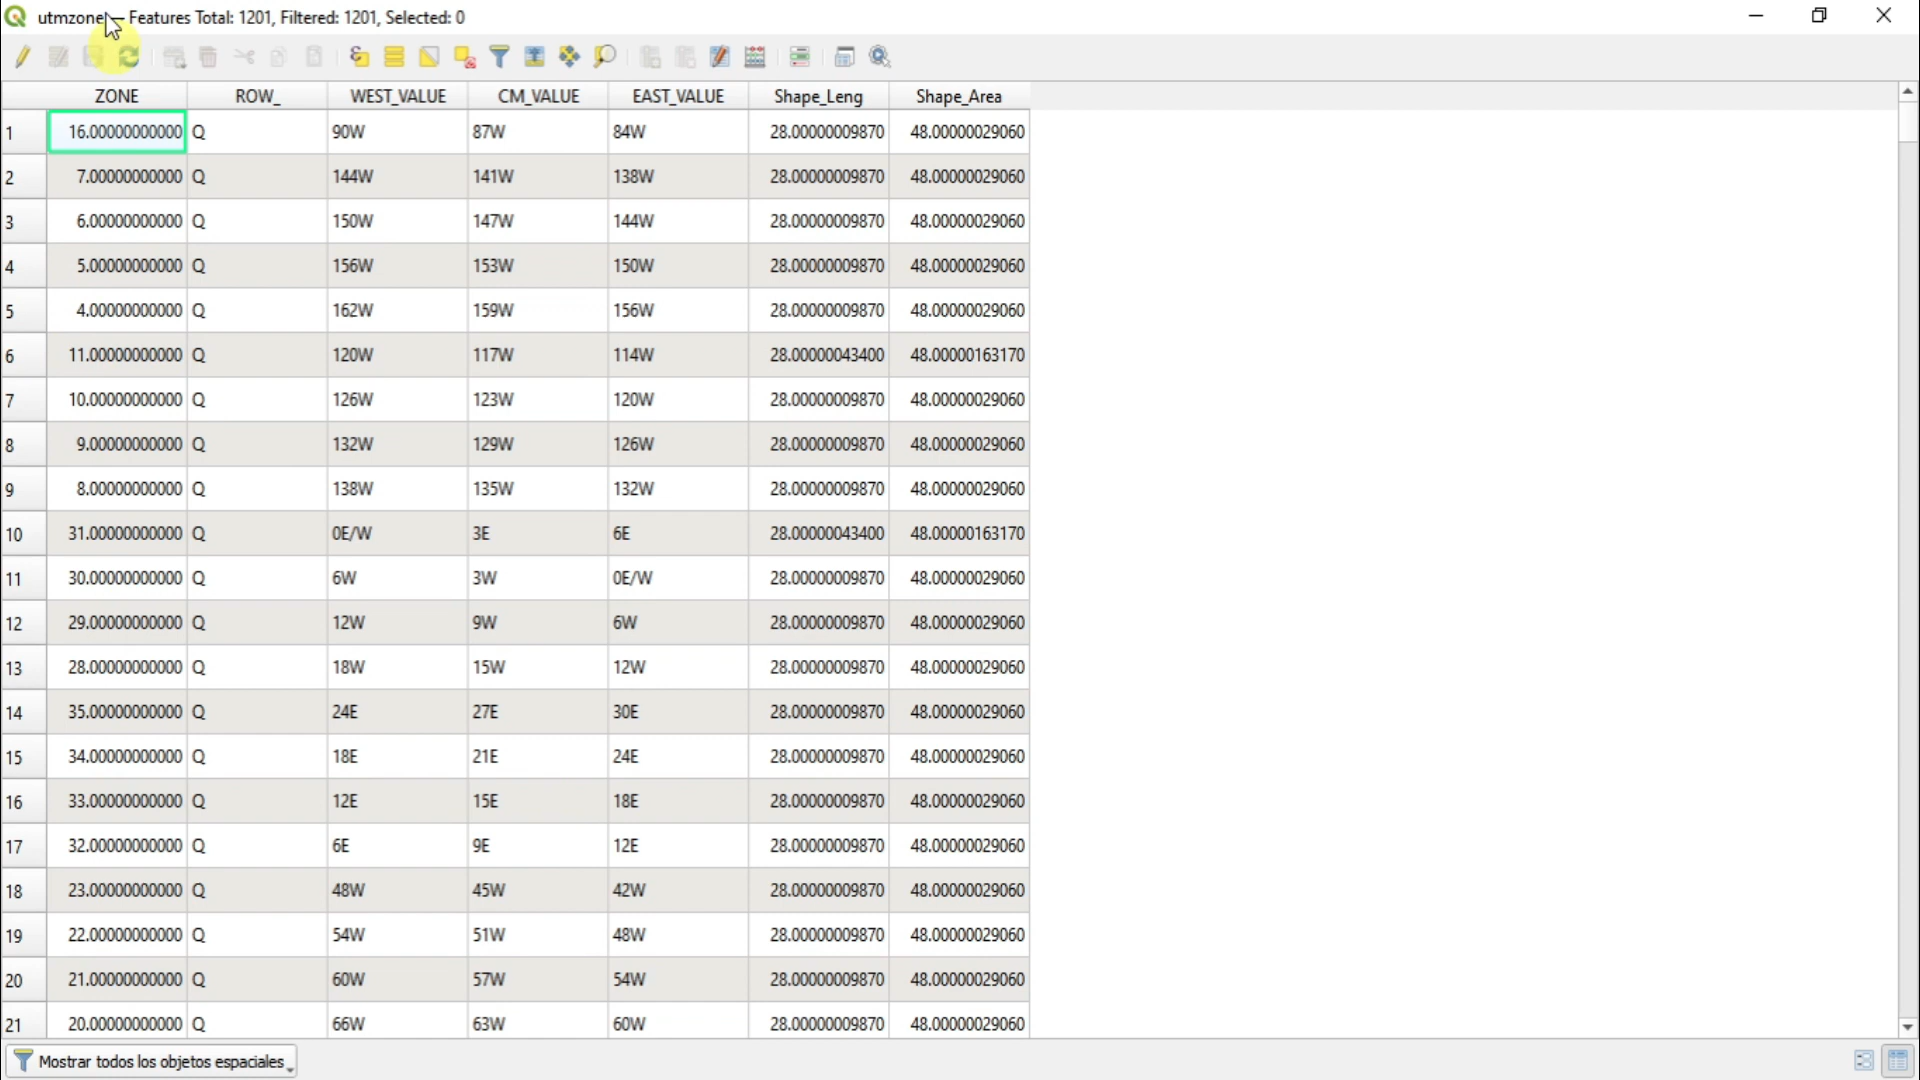 utmzone — Features Total: 1201, Filtered: 1201, Selected: 0
ZONE ROW_ WEST_VALUE CM_VALUE EAST_VALUE Shape_Leng Shape_Area
1 16.00000000000 Q 90W 87W 84W 28.00000009870 48.00000029060
2 7.00000000000 Q 144W 141W 138W 28.00000009870 48.00000029060
3 6.00000000000 Q 150W 147W 144W 28.00000009870 48.00000029060
4 5.00000000000 Q 156W 153W 150W 28.00000009870 48.00000029060
5 4.00000000000 Q 162W 159W 156W 28.00000009870 48.00000029060
6 11.00000000000 Q 120W 117W 114W 28.00000043400 48.00000163170
7 10.00000000000 Q 126W 123W 120W 28.00000009870 48.00000029060
8 9.00000000000 Q 132W 129W 126W 28.00000009870 48.00000029060
9 8.00000000000 Q 138W 135W 132W 28.00000009870 48.00000029060
10 31.00000000000 Q 0E/W 3E 6E 28.00000043400 48.00000163170
11 30.00000000000 Q 6W 3W 0E/W 28.00000009870 48.00000029060
12 29.00000000000 Q 12W 9W 6W 28.00000009870 48.00000029060
13 28.00000000000 Q 18W 15W 12W 28.00000009870 48.00000029060
14 35.00000000000 Q 24E 27E 30E 28.00000009870 48.00000029060
15 34.00000000000 Q 18E 21E 24E 28.00000009870 48.00000029060
16 33.00000000000 Q 12E 15E 18E 28.00000009870 48.00000029060
17 32.00000000000 Q 6E 9E 12E 28.00000009870 48.00000029060
18 23.00000000000 Q 48W 45W 42W 28.00000009870 48.00000029060
19 22.00000000000 Q 54W 51W 48W 28.00000009870 48.00000029060
20 21.00000000000 Q 60W 57W 54W 28.00000009870 48.00000029060
21 20.00000000000 Q 66W 63W 60W 28.00000009870 48.00000029060
Mostrar todos los objetos espaciales